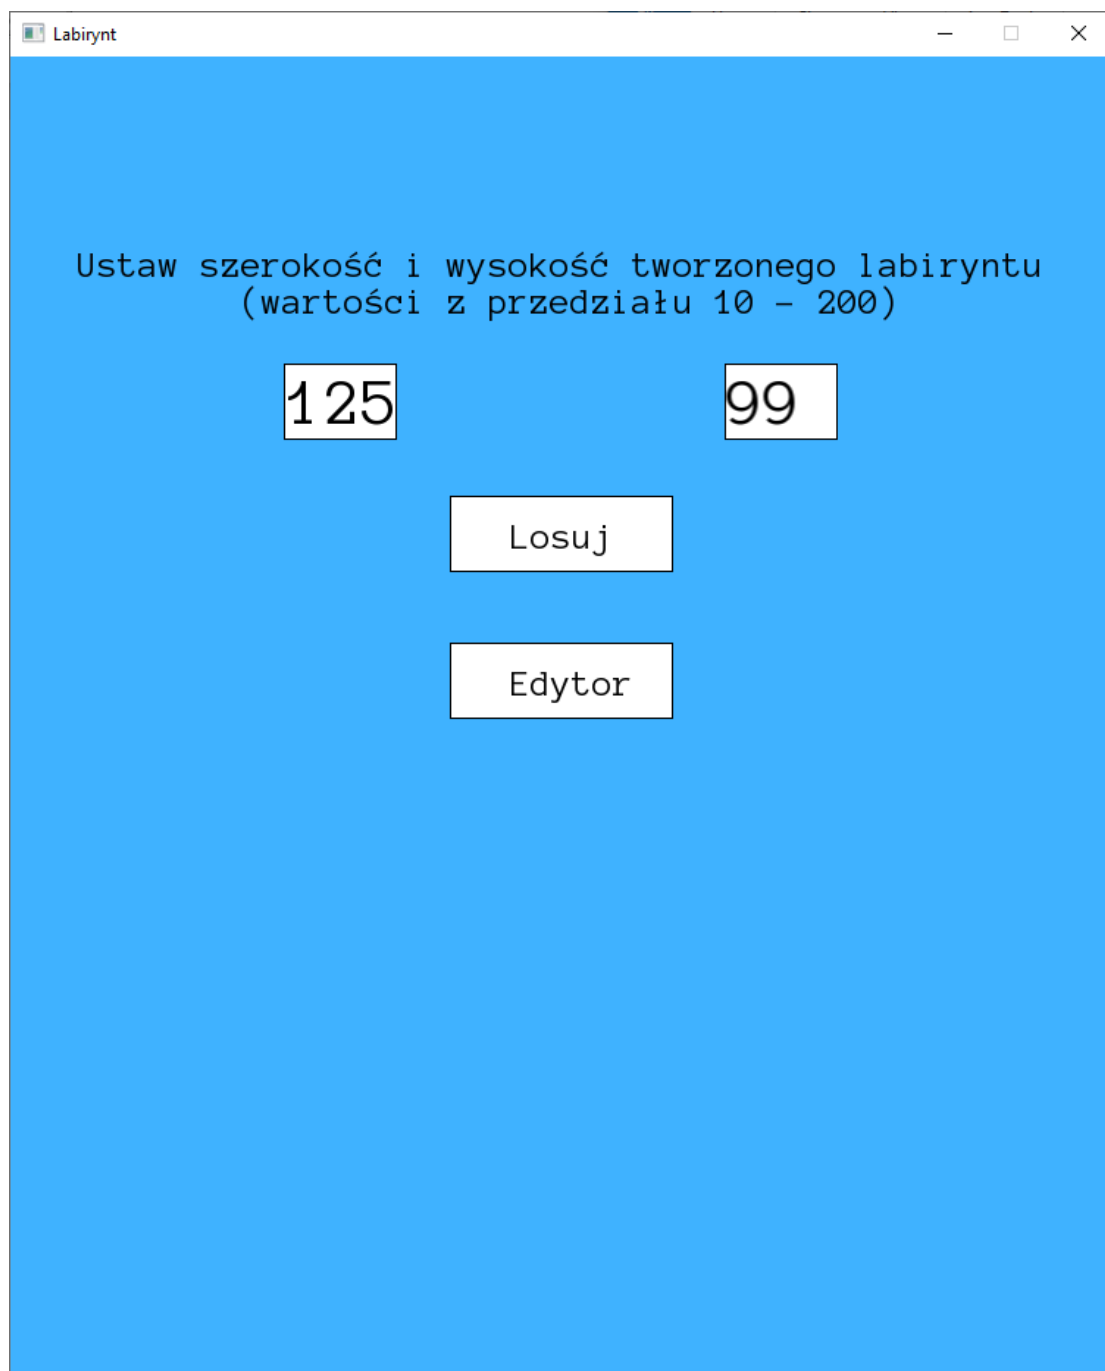 Labirynt
Ustaw szerokość i wysokość tworzonego labiryntu
(wartości z przedziału 10 - 200)
125 99
Losuj
Edytor